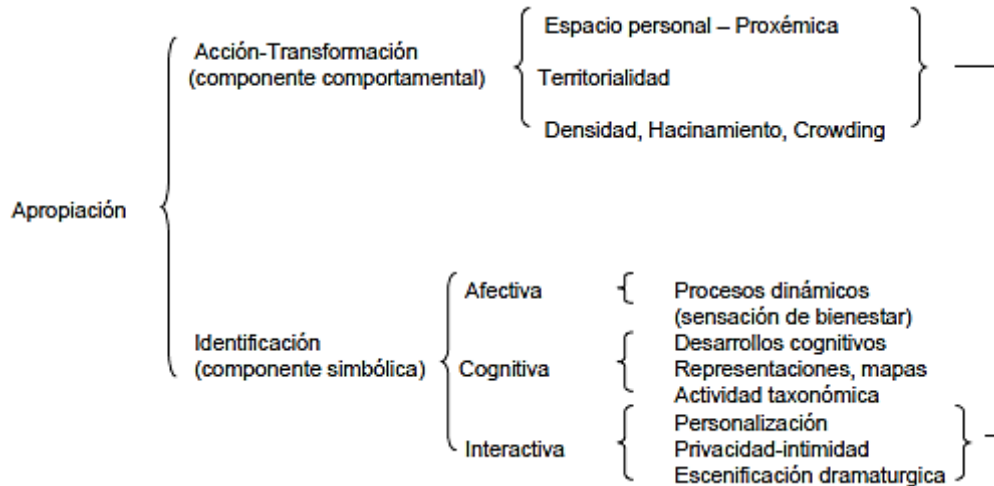 Apropiación
Acción-Transformación
(componente comportamental)
Espacio personal – Proxémica
Territorialidad
Densidad, Hacinamiento, Crowding
Identificación
(componente simbólica)
Afectiva
Procesos dinámicos
(sensación de bienestar)
Cognitiva
Desarrollos cognitivos
Representaciones, mapas
Actividad taxonómica
Interactiva
Personalización
Privacidad-intimidad
Escenificación dramaturgica